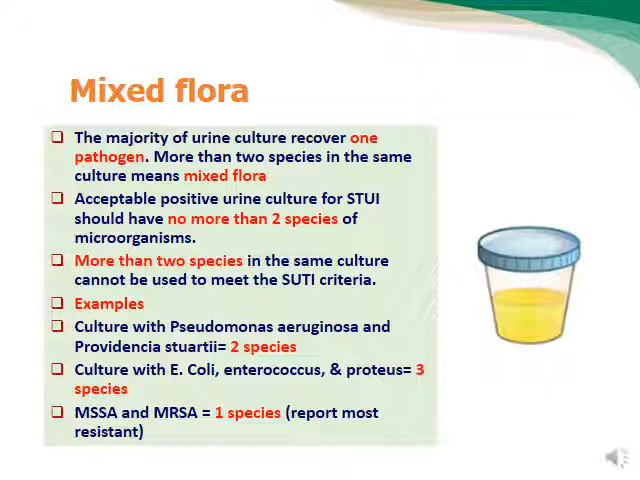 Mixed flora
The majority of urine culture recover one
pathogen. More than two species in the same
culture means mixed flora
Acceptable positive urine culture for STUI
should have no more than 2 species of
microorganisms.
More than two species in the same culture
cannot be used to meet the SUTI criteria.
Examples
Culture with Pseudomonas aeruginosa and
Providencia stuartii= 2 species
Culture with E. Coli, enterococcus, & proteus= 3
species
MSSA and MRSA = 1 species (report most
resistant)